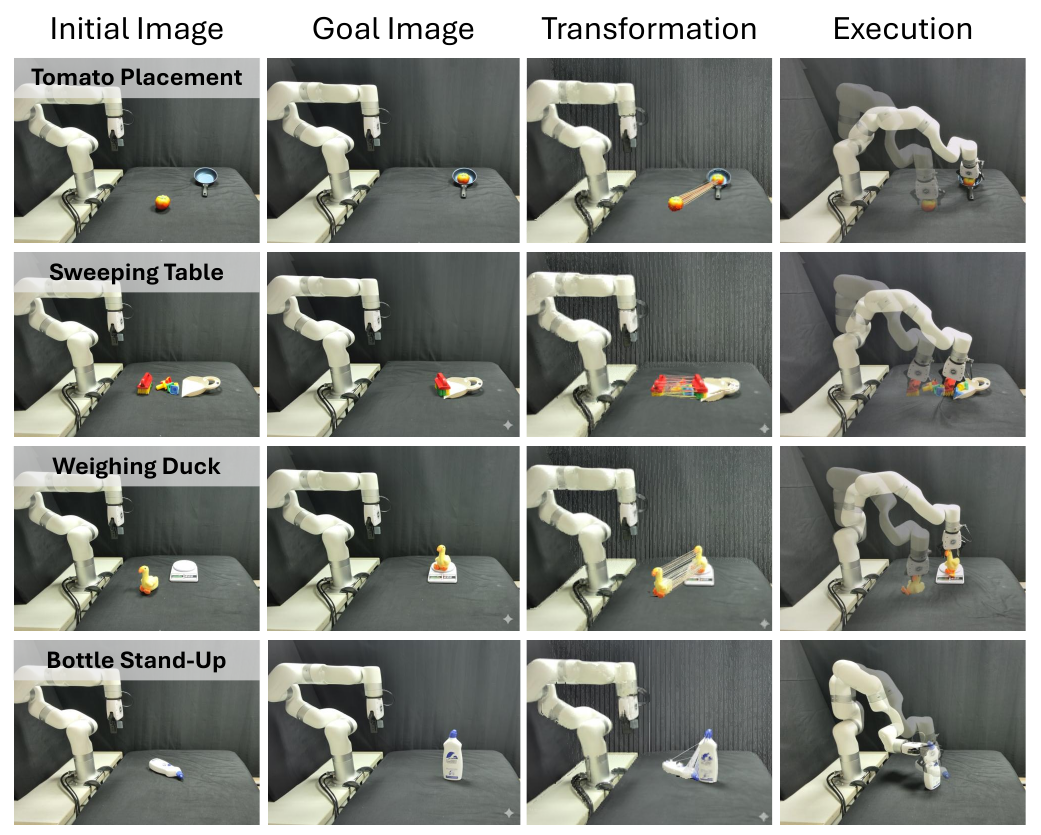 Initial Image
Goal Image
Transformation
Execution
Tomato Placement
Sweeping Table
Weighing Duck
Bottle Stand-Up